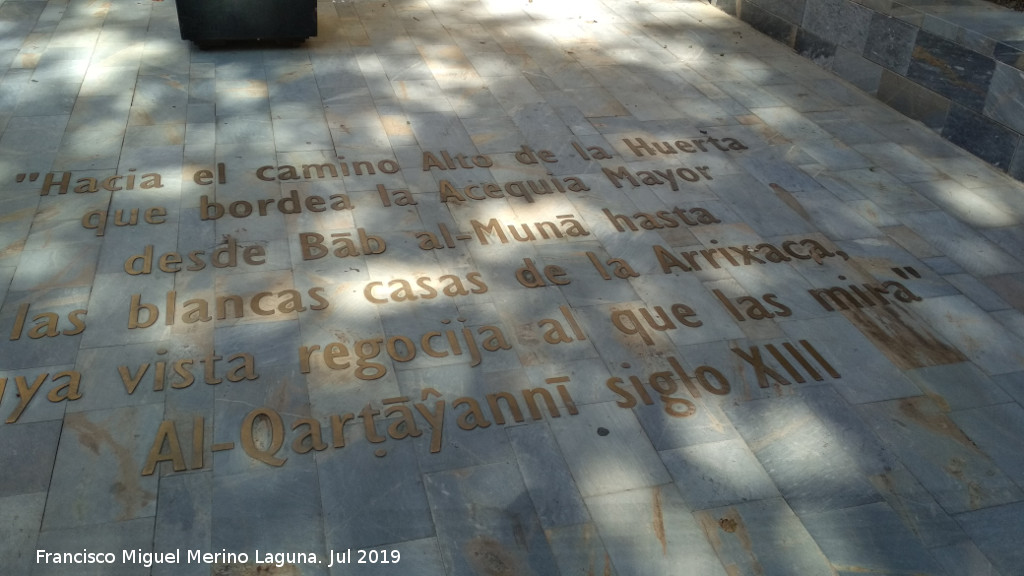 "Hacia el camino Alto de la Huerta
que bordea la Acequia Mayor
desde Bāb al-Munā hasta
las blancas casas de la Arrixaca,
vista regocija al que las mira"
Al-Qarṭāŷannī siglo XIII
Francisco Miguel Merino Laguna. Jul 2019